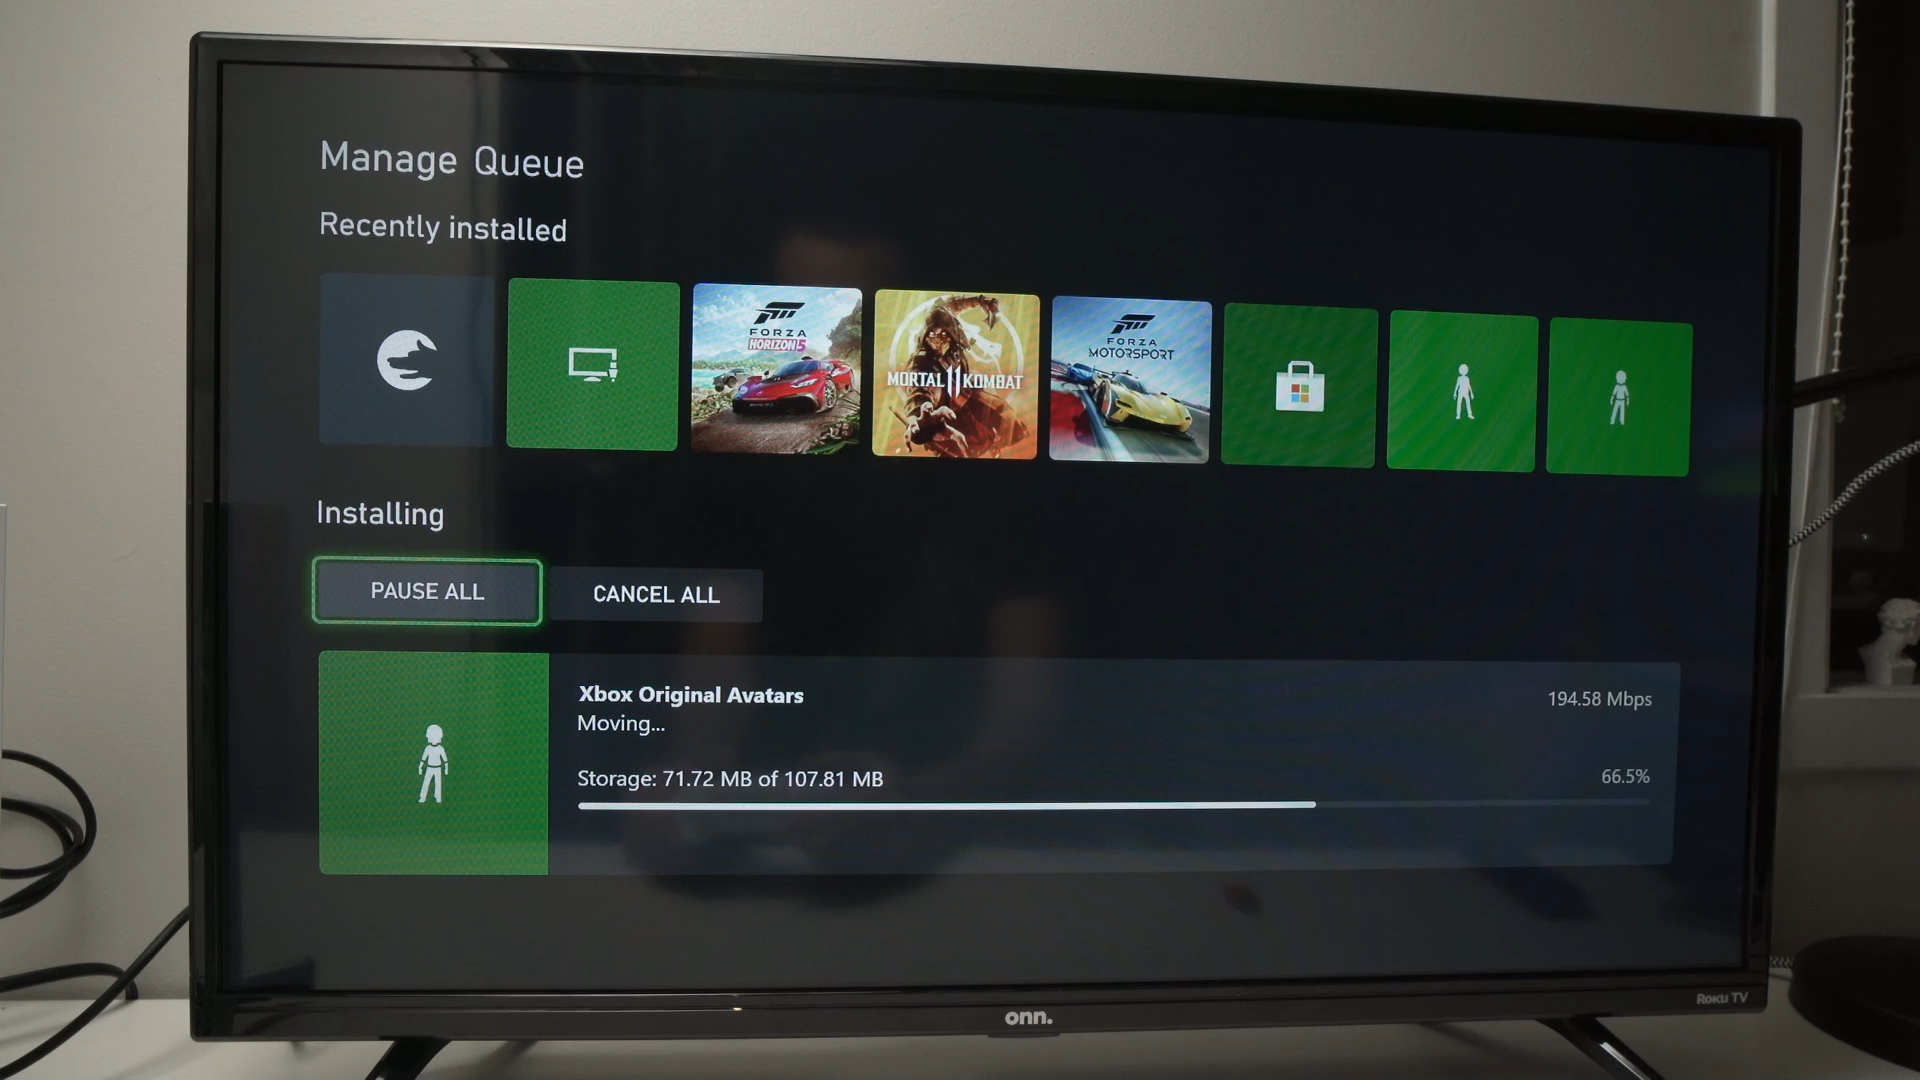 Manage Queue
Recently installed
FORZA
HORIZON 5
MORTAL 11 KOMBAT
FORZA
MOTORSPORT
Installing
PAUSE ALL
CANCEL ALL
Xbox Original Avatars
194.58 Mbps
Moving...
Storage: 71.72 MB of 107.81 MB
66.5%
onn.
Roku TV